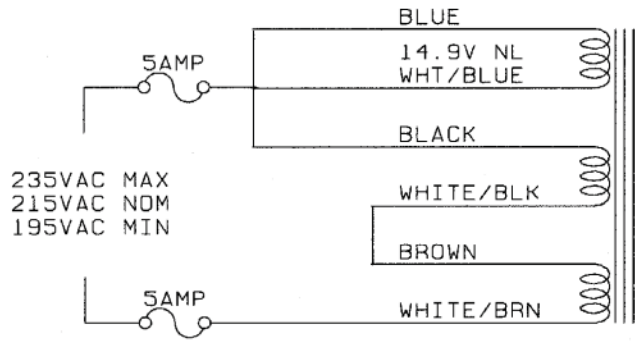 BLUE
5AMP
14.9V NL
WHT/BLUE
BLACK
235VAC MAX
215VAC NOM
195VAC MIN
WHITE/BLK
BROWN
5AMP
WHITE/BRN